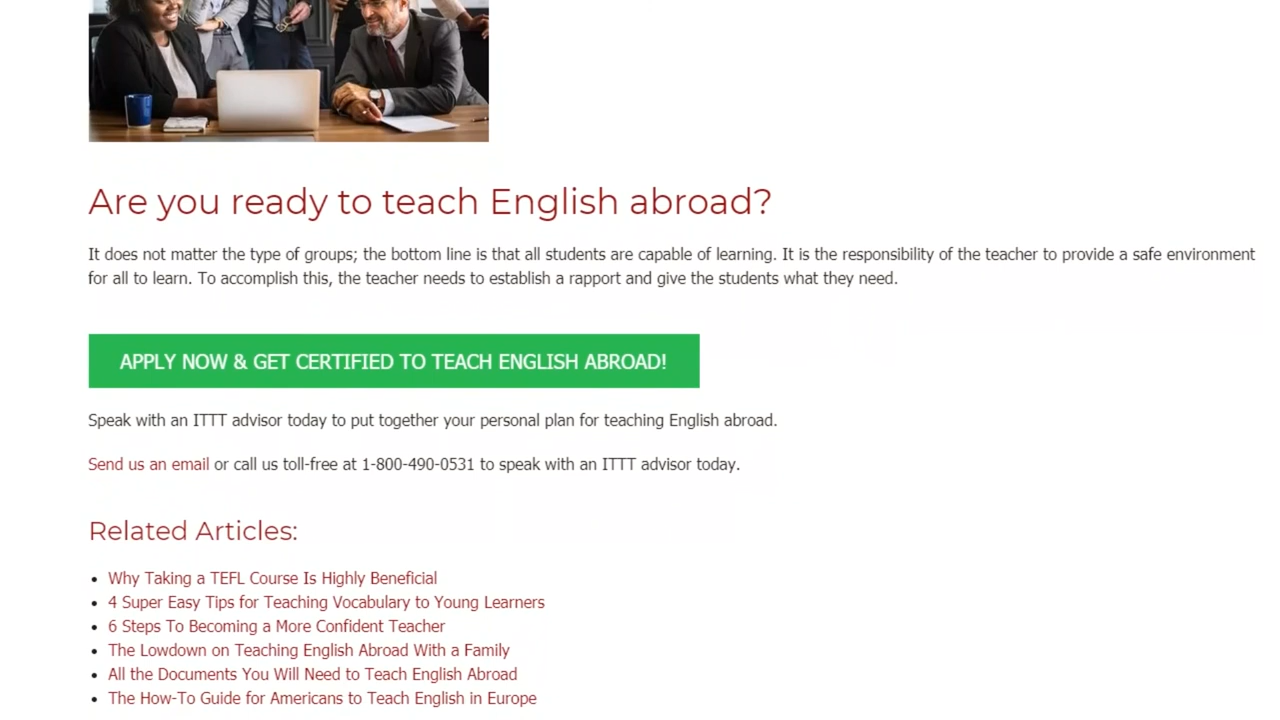 Are you ready to teach English abroad?
It does not matter the type of groups; the bottom line is that all students are capable of learning. It is the responsibility of the teacher to provide a safe environment
for all to learn. To accomplish this, the teacher needs to establish a rapport and give the students what they need.
APPLY NOW & GET CERTIFIED TO TEACH ENGLISH ABROAD!
Speak with an ITTT advisor today to put together your personal plan for teaching English abroad.
Send us an email or call us toll-free at 1-800-490-0531 to speak with an ITTT advisor today.
Related Articles:
• Why Taking a TEFL Course Is Highly Beneficial
• 4 Super Easy Tips for Teaching Vocabulary to Young Learners
• 6 Steps To Becoming a More Confident Teacher
• The Lowdown on Teaching English Abroad With a Family
• All the Documents You Will Need to Teach English Abroad
• The How-To Guide for Americans to Teach English in Europe